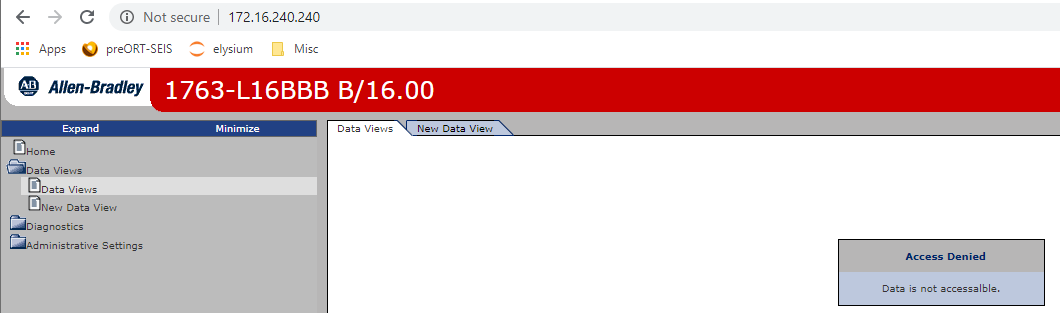 Not secure | 172.16.240.240
Apps preORT-SEIS elysium Misc
AB Allen-Bradley 1763-L16BBB B/16.00
Expand Minimize
Data Views New Data View
Home
Data Views
Data Views
New Data View
Diagnostics
Administrative Settings
Access Denied
Data is not accessalble.